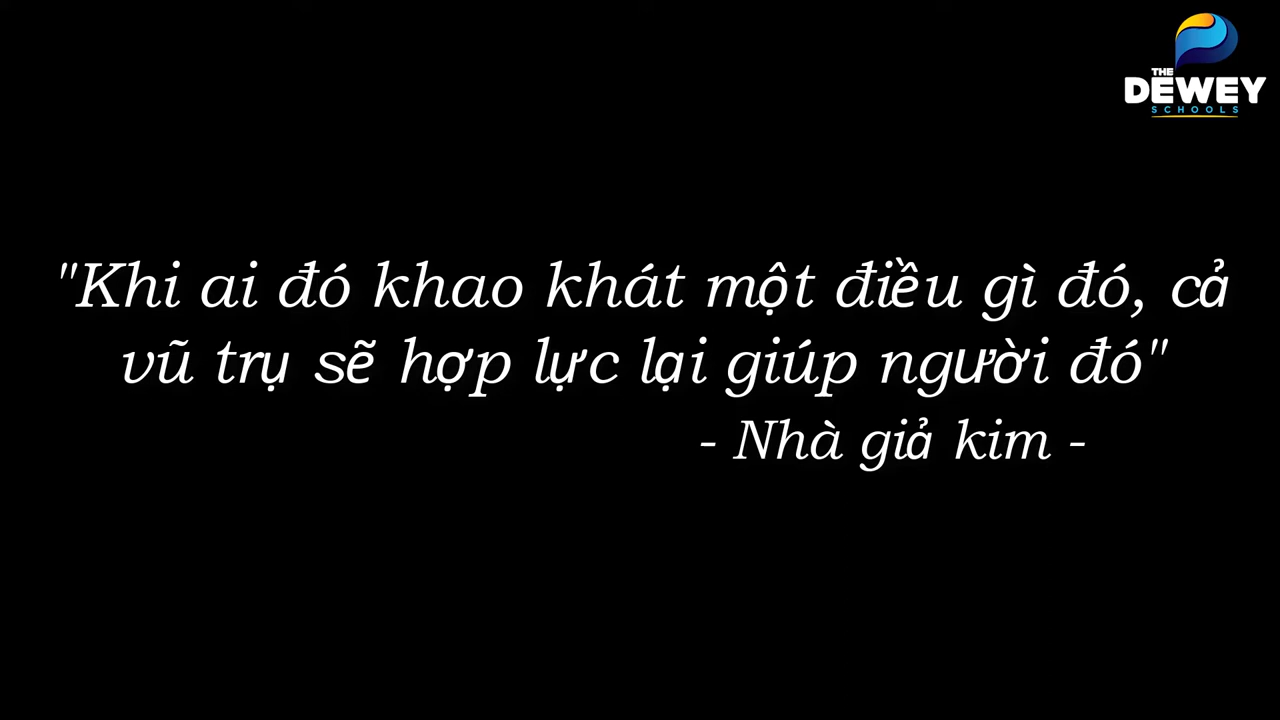 THE
DEWEY
SCHOOLS
"Khi ai đó khao khát một điều gì đó, cả
vũ trụ sẽ hợp lực lại giúp người đó"
- Nhà giả kim -